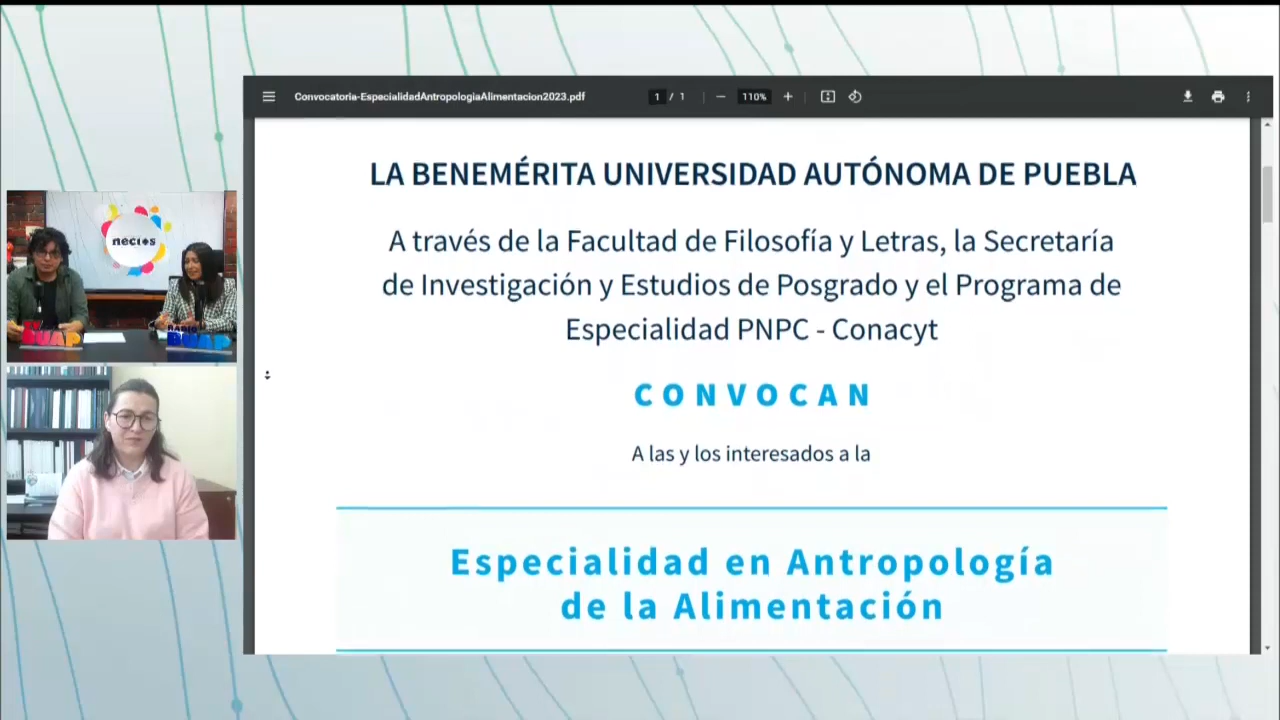 Convocatoria-EspecialidadAntropologiaAlimentacion2023.pdf
1 / 1
110%
LA BENEMÉRITA UNIVERSIDAD AUTÓNOMA DE PUEBLA
A través de la Facultad de Filosofía y Letras, la Secretaría
de Investigación y Estudios de Posgrado y el Programa de
Especialidad PNPC - Conacyt
CONVOCAN
A las y los interesados a la
Especialidad en Antropología
de la Alimentación
necios
TV
BUAP
RADIO
BUAP